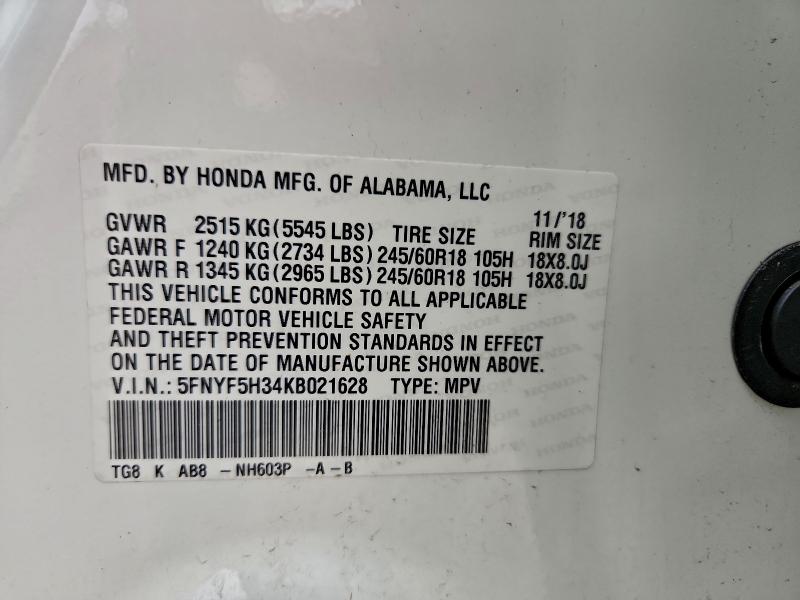 MFD. BY HONDA MFG. OF ALABAMA, LLC
11/'18
GVWR 2515 KG (5545 LBS) TIRE SIZE RIM SIZE
GAWR F 1240 KG (2734 LBS) 245/60R18 105H 18X8.0J
GAWR R 1345 KG (2965 LBS) 245/60R18 105H 18X8.0J
THIS VEHICLE CONFORMS TO ALL APPLICABLE
FEDERAL MOTOR VEHICLE SAFETY
AND THEFT PREVENTION STANDARDS IN EFFECT
ON THE DATE OF MANUFACTURE SHOWN ABOVE.
V.I.N.: 5FNYF5H34KB021628 TYPE: MPV
TG8 K AB8 - NH603P -A - B